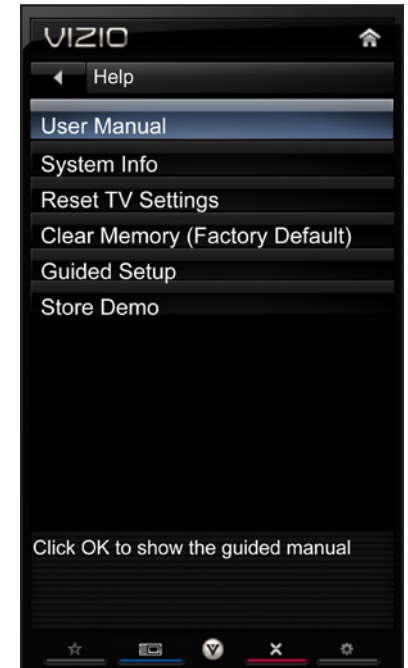 VIZIO
Help
User Manual
System Info
Reset TV Settings
Clear Memory (Factory Default)
Guided Setup
Store Demo
Click OK to show the guided manual
V